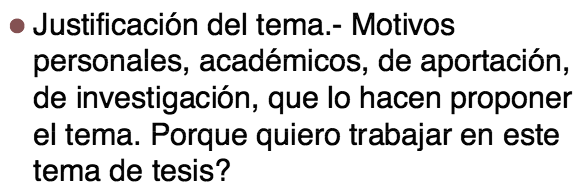 ● Justificación del tema.- Motivos
personales, académicos, de aportación,
de investigación, que lo hacen proponer
el tema. Porque quiero trabajar en este
tema de tesis?